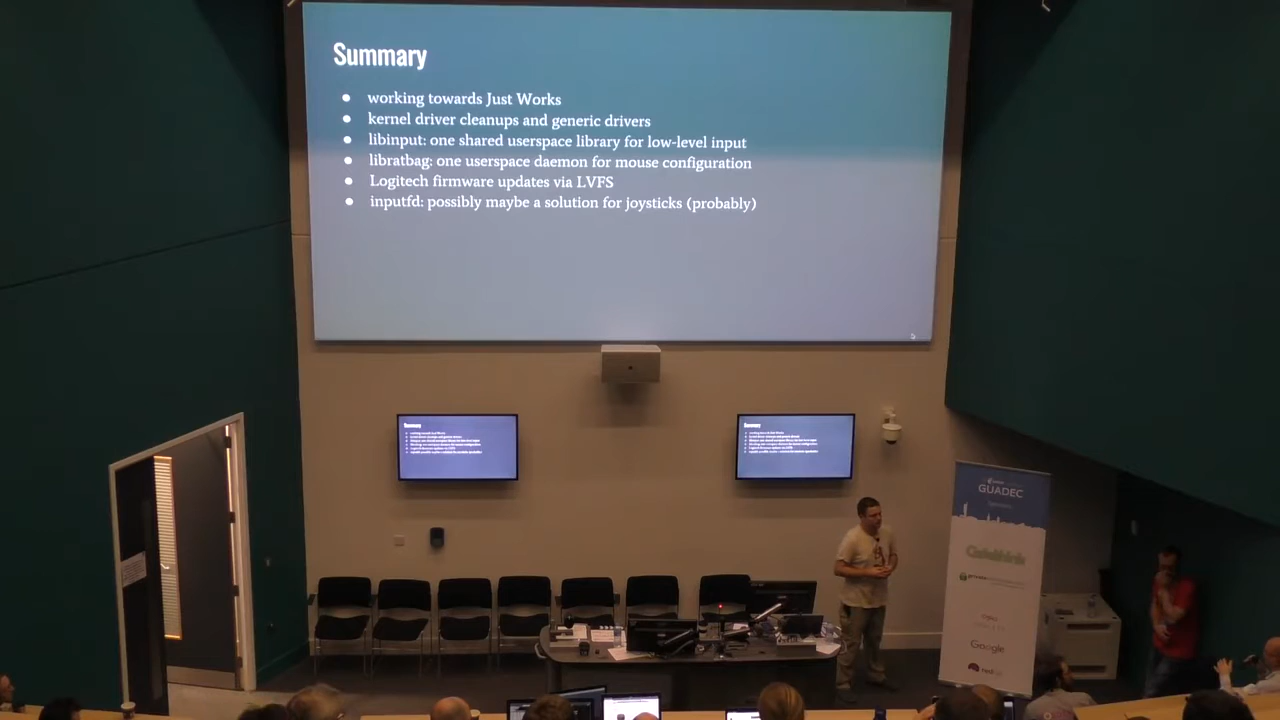 Summary
● working towards Just Works
● kernel driver cleanups and generic drivers
● libinput: one shared userspace library for low-level input
● libratbag: one userspace daemon for mouse configuration
● Logitech firmware updates via LVFS
● inputfd: possibly maybe a solution for joysticks (probably)
Summary
Summary
GUADEC
Google